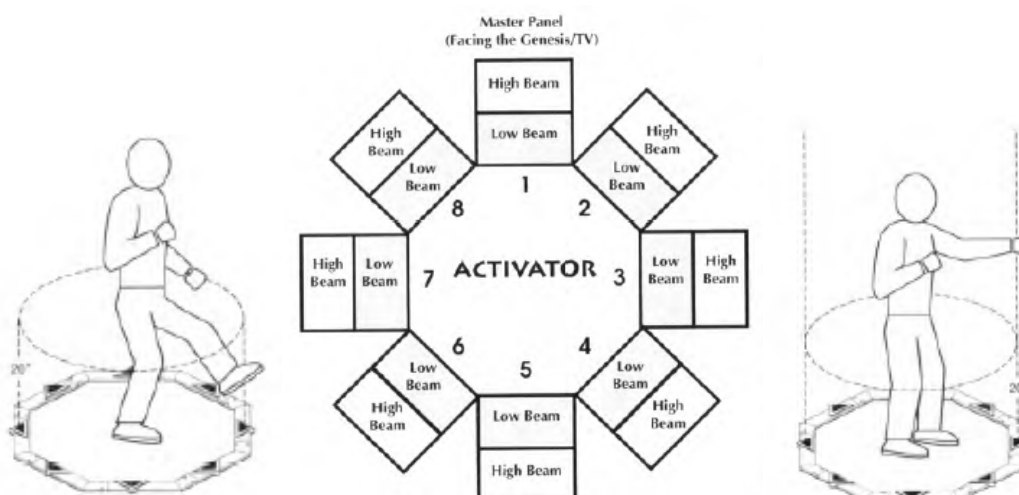 Master Panel
(Facing the Genesis/TV)
High Beam
Low Beam
1
High
Beam
Low
Beam
8
High
Beam
Low
Beam
2
High
Beam
Low
Beam
7
ACTIVATOR
3
Low
Beam
High
Beam
6
Low
Beam
High
Beam
5
Low Beam
High Beam
4
Low
Beam
High
Beam
20"
20